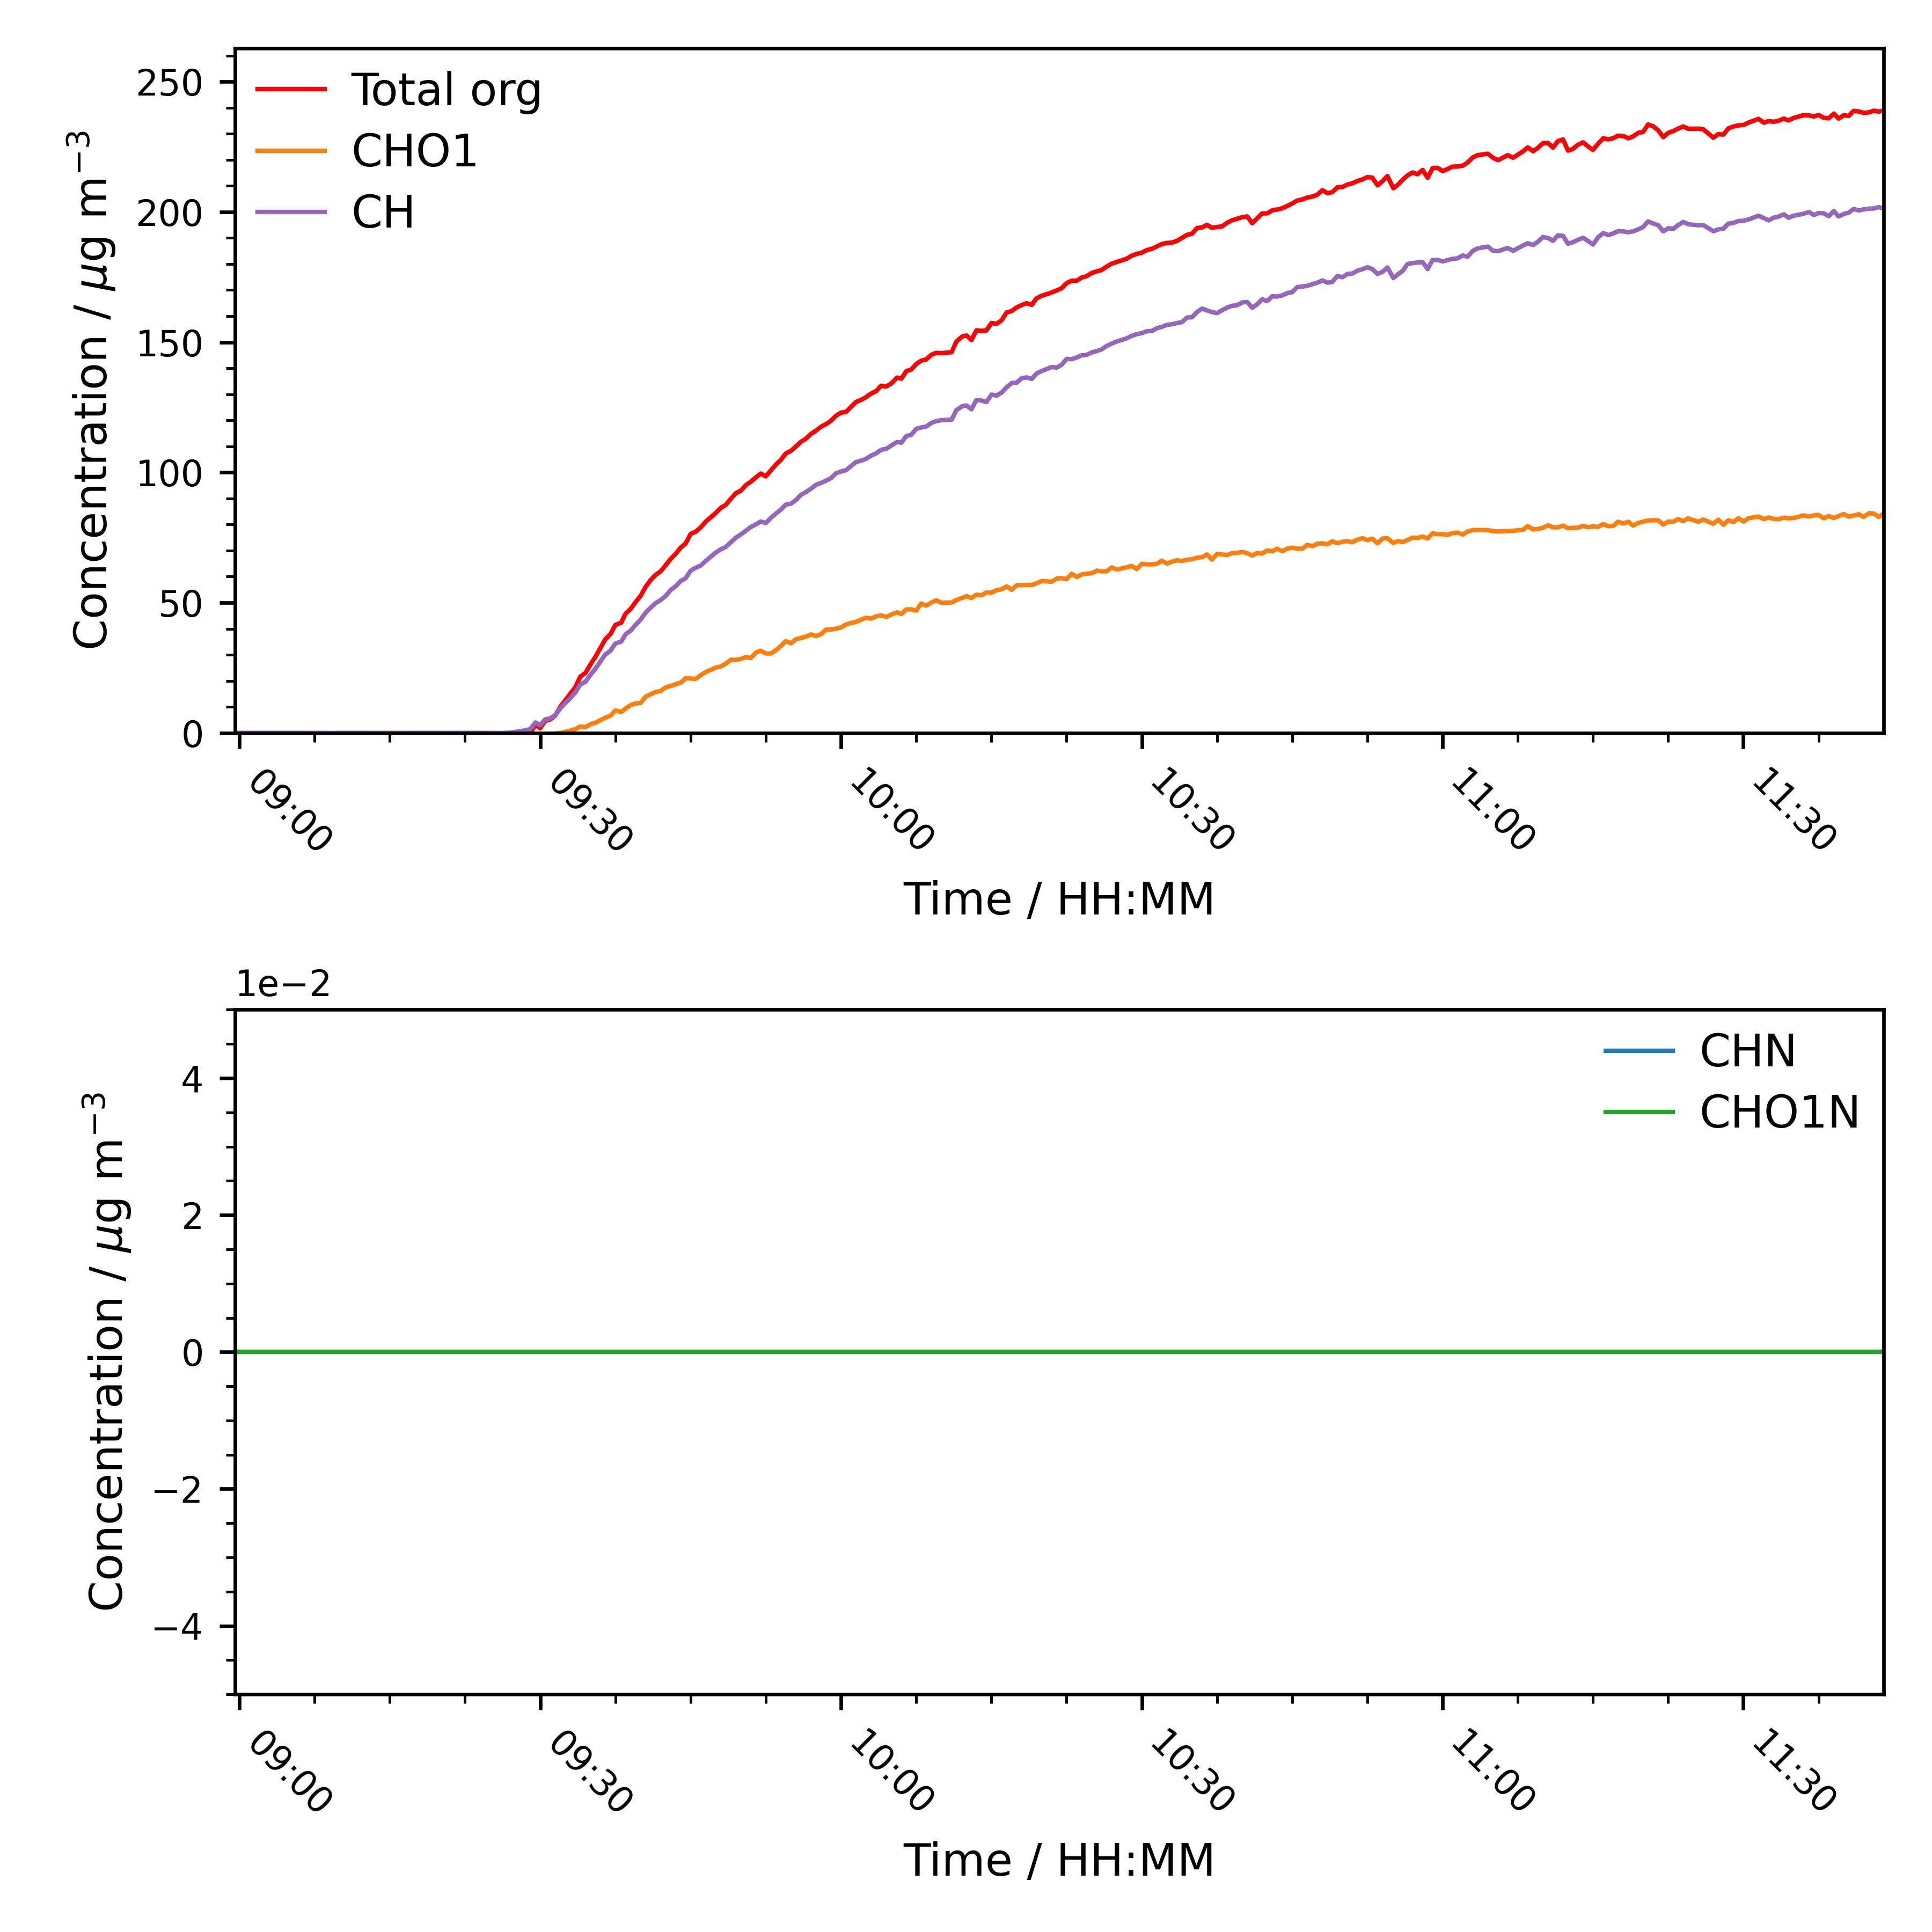 250
200
150
100
50
0
Concentration / μg m⁻³
Total org
CHO1
CH
09:00 09:30 10:00 10:30 11:00 11:30
Time / HH:MM
1e−2
4
2
0
−2
−4
Concentration / μg m⁻³
CHN
CHO1N
09:00 09:30 10:00 10:30 11:00 11:30
Time / HH:MM